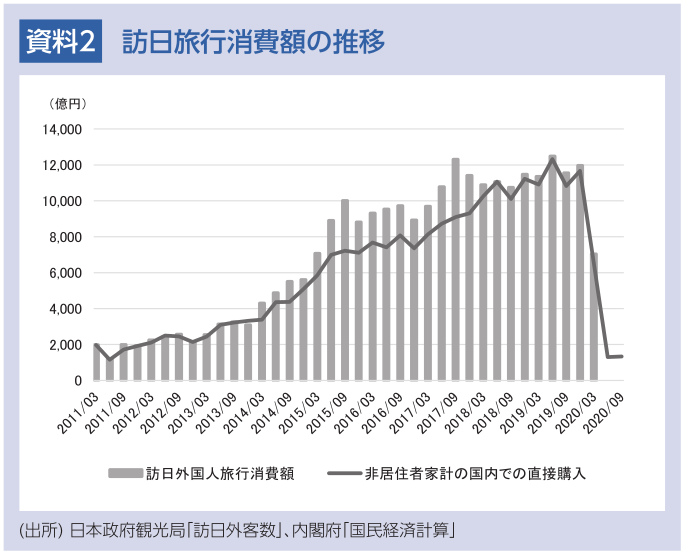 資料2 訪日旅行消費額の推移
（億円）
14,000
12,000
10,000
8,000
6,000
4,000
2,000
0
2011/03 2011/09 2012/03 2012/09 2013/03 2013/09 2014/03 2014/09 2015/03 2015/09 2016/03 2016/09 2017/03 2017/09 2018/03 2018/09 2019/03 2019/09 2020/03 2020/09
訪日外国人旅行消費額 非居住者家計の国内での直接購入
(出所) 日本政府観光局「訪日外客数」、内閣府「国民経済計算」